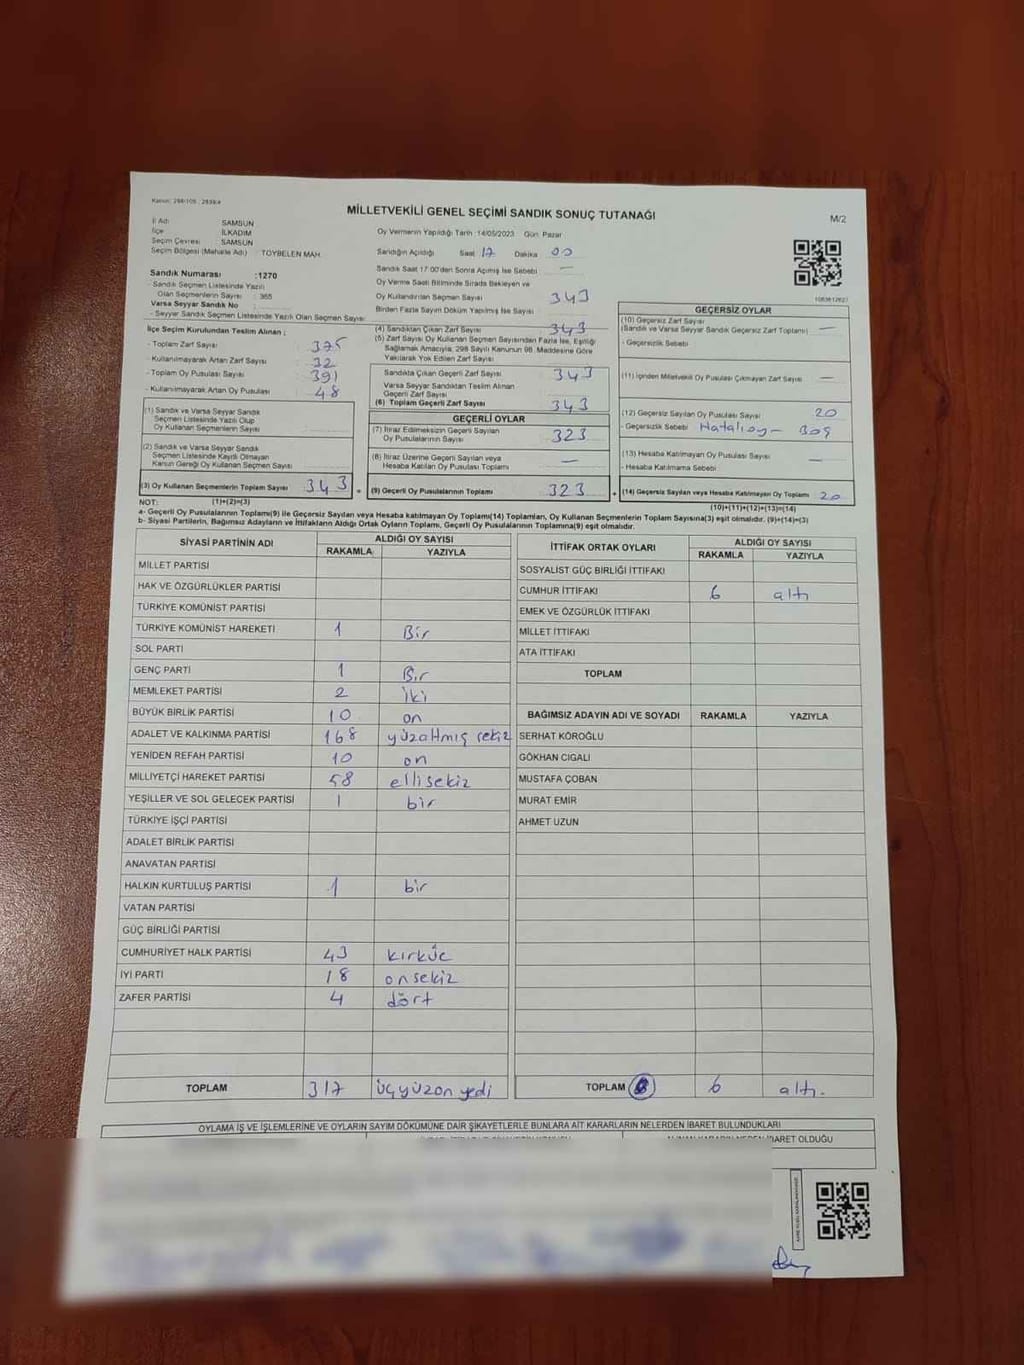 Kanun: 298/105 , 2839/4
MİLLETVEKİLİ GENEL SEÇİMİ SANDIK SONUÇ TUTANAĞI
M/2
İl Adı SAMSUN
İlçe İLKADIM
Seçim Çevresi SAMSUN
Seçim Bölgesi (Mahalle Adı) TOYBELEN MAH.
Oy Vermenin Yapıldığı Tarih :14/05/2023 Gün: Pazar
Sandığın Açıldığı Saat 17 Dakika 00
Sandık Saat 17:00'den Sonra Açılmış İse Sebebi —
Oy Verme Saati Bitiminde Sırada Bekleyen ve
Oy Kullandırılan Seçmen Sayısı 343
Birden Fazla Sayım Döküm Yapılmış İse Sayısı
Sandık Numarası :1270
- Sandık Seçmen Listesinde Yazılı
Olan Seçmenlerin Sayısı : 365
Varsa Seyyar Sandık No :
- Seyyar Sandık Seçmen Listesinde Yazılı Olan Seçmen Sayısı
İlçe Seçim Kurulundan Teslim Alınan ;
- Toplam Zarf Sayısı 375
- Kullanılmayarak Artan Zarf Sayısı 32
- Toplam Oy Pusulası Sayısı 391
- Kullanılmayarak Artan Oy Pusulası 48
(1) Sandık ve Varsa Seyyar Sandık
Seçmen Listesinde Yazılı Olup
Oy Kullanan Seçmenlerin Sayısı
(2) Sandık ve Varsa Seyyar Sandık
Seçmen Listesinde Kayıtlı Olmayan
Kanun Gereği Oy Kullanan Seçmen Sayısı
(3) Oy Kullanan Seçmenlerin Toplam Sayısı 343
(1)+(2)=(3)
(4) Sandıktan Çıkan Zarf Sayısı 343
(5) Zarf Sayısı Oy Kullanan Seçmen Sayısından Fazla İse, Eşitliği
Sağlamak Amacıyla, 298 Sayılı Kanunun 98. Maddesine Göre
Yakılarak Yok Edilen Zarf Sayısı
Sandıkta Çıkan Geçerli Zarf Sayısı 343
Varsa Seyyar Sandıktan Teslim Alınan
Geçerli Zarf Sayısı
(6) Toplam Geçerli Zarf Sayısı 343
GEÇERLİ OYLAR
(7) İtiraz Edilmeksizin Geçerli Sayılan
Oy Pusulalarının Sayısı 323
(8) İtiraz Üzerine Geçerli Sayılan veya
Hesaba Katılan Oy Pusulası Toplamı —
= (9) Geçerli Oy Pusulalarının Toplamı 323
1083612627
GEÇERSİZ OYLAR
(10) Geçersiz Zarf Sayısı
(Sandık ve Varsa Seyyar Sandık Geçersiz Zarf Toplamı) —
- Geçersizlik Sebebi
(11) İçinden Milletvekili Oy Pusulası Çıkmayan Zarf Sayısı —
(12) Geçersiz Sayılan Oy Pusulası Sayısı 20
- Geçersizlik Sebebi Hatalıoy - Boş
(13) Hesaba Katılmayan Oy Pusulası Sayısı —
- Hesaba Katılmama Sebebi
+ (14) Geçersiz Sayılan veya Hesaba Katılmayan Oy Toplamı 20
(10)+(11)+(12)+(13)=(14)
NOT:
a- Geçerli Oy Pusulaları Toplamı(9) ile Geçersiz Sayılan veya Hesaba katılmayan Oy Toplamı(14) Toplamları, Oy Kullanan Seçmenlerin Toplam Sayısına(3) eşit olmalıdır. (9)+(14)=(3)
b- Siyasi Partilerin, Bağımsız Adayların ve İttifakların Aldığı Ortak Oyların Toplamı, Geçerli Oy Pusulalarının Toplamına(9) eşit olmalıdır.
SİYASİ PARTİNİN ADI ALDIĞI OY SAYISI
RAKAMLA YAZIYLA
MİLLET PARTİSİ
HAK VE ÖZGÜRLÜKLER PARTİSİ
TÜRKİYE KOMÜNİST PARTİSİ
TÜRKİYE KOMÜNİST HAREKETİ 1 Bir
SOL PARTİ
GENÇ PARTİ 1 Bir
MEMLEKET PARTİSİ 2 iki
BÜYÜK BİRLİK PARTİSİ 10 on
ADALET VE KALKINMA PARTİSİ 168 yüzaltmış sekiz
YENİDEN REFAH PARTİSİ 10 on
MİLLİYETÇİ HAREKET PARTİSİ 58 ellisekiz
YEŞİLLER VE SOL GELECEK PARTİSİ 1 bir
TÜRKİYE İŞÇİ PARTİSİ
ADALET BİRLİK PARTİSİ
ANAVATAN PARTİSİ
HALKIN KURTULUŞ PARTİSİ 1 bir
VATAN PARTİSİ
GÜÇ BİRLİĞİ PARTİSİ
CUMHURİYET HALK PARTİSİ 43 kırküç
İYİ PARTİ 18 onsekiz
ZAFER PARTİSİ 4 dört
TOPLAM 317 üçyüzon yedi
İTTİFAK ORTAK OYLARI ALDIĞI OY SAYISI
RAKAMLA YAZIYLA
SOSYALİST GÜÇ BİRLİĞİ İTTİFAKI
CUMHUR İTTİFAKI 6 altı
EMEK VE ÖZGÜRLÜK İTTİFAKI
MİLLET İTTİFAKI
ATA İTTİFAKI
TOPLAM
BAĞIMSIZ ADAYIN ADI VE SOYADI RAKAMLA YAZIYLA
SERHAT KÖROĞLU
GÖKHAN CIGALI
MUSTAFA ÇOBAN
MURAT EMİR
AHMET UZUN
TOPLAM 6 altı.
OYLAMA İŞ VE İŞLEMLERİNE VE OYLARIN SAYIM DÖKÜMÜNE DAİR ŞİKAYETLERLE BUNLARA AİT KARARLARIN NELERDEN İBARET BULUNDUKLARI
İBARET OLDUĞU